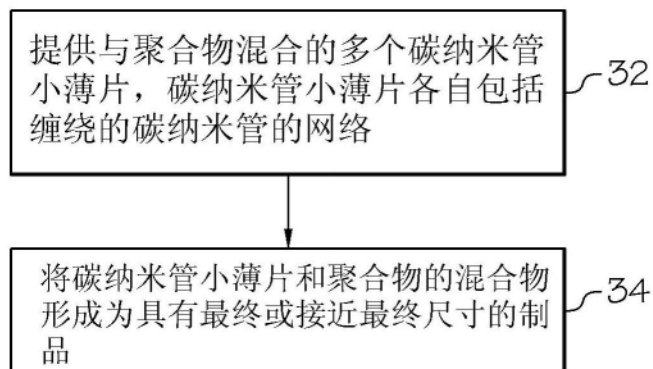 提供与聚合物混合的多个碳纳米管
小薄片，碳纳米管小薄片各自包括
缠绕的碳纳米管的网络
32
将碳纳米管小薄片和聚合物的混合物
形成为具有最终或接近最终尺寸的制
品
34